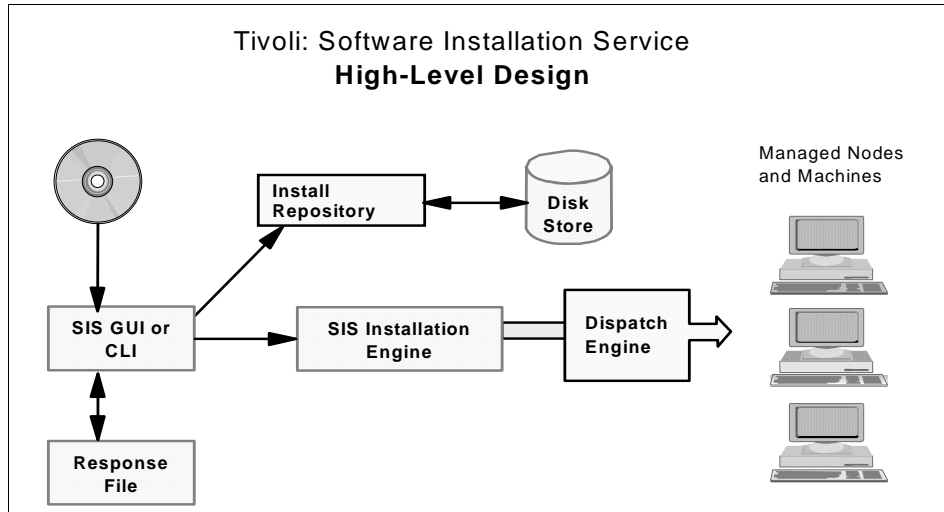 Tivoli: Software Installation Service
High-Level Design
Managed Nodes
and Machines
Install
Repository
Disk
Store
SIS GUI or
CLI
SIS Installation
Engine
Dispatch
Engine
Response
File